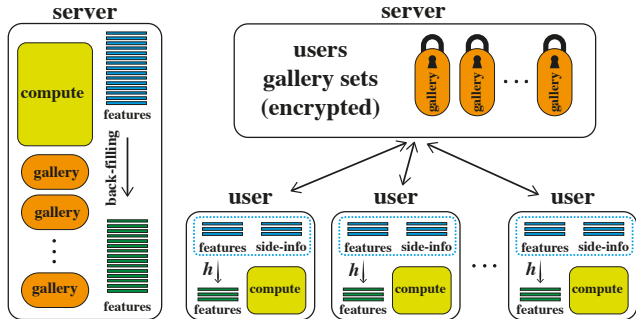 server
compute
features
back-filling
gallery
gallery
gallery
features
server
users
gallery sets
(encrypted)
gallery
gallery
gallery
user
features side-info
h
features
compute
user
features side-info
h
features
compute
user
features side-info
h
features
compute